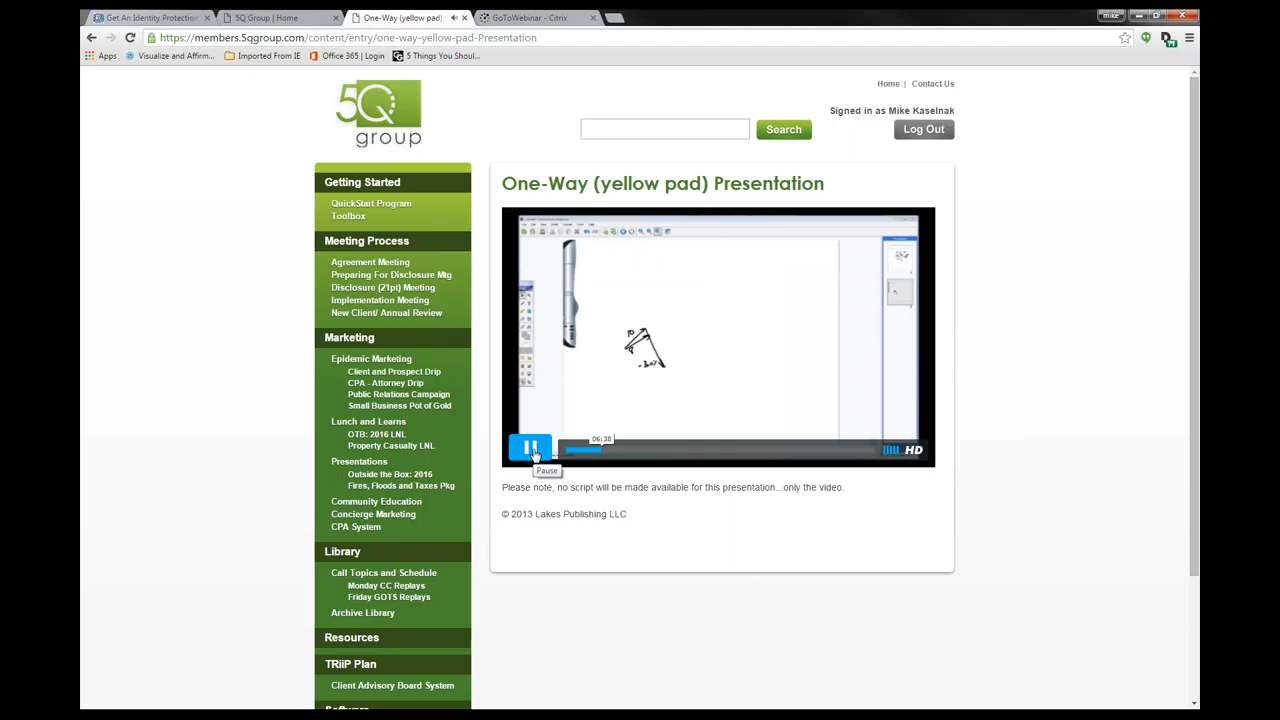 Get An Identity Protection
5Q Group | Home
One-Way (yellow pad)
GoToWebinar - Citrix
mike
https://members.5qgroup.com/content/entry/one-way-yellow-pad-Presentation
Apps
Visualize and Affirm...
Imported From IE
Office 365 | Login
5 Things You Shoul...
Home | Contact Us
5Q
group
Signed in as Mike Kaselnak
Search
Log Out
Getting Started
QuickStart Program
Toolbox
Meeting Process
Agreement Meeting
Preparing For Disclosure Mtg
Disclosure (21pt) Meeting
Implementation Meeting
New Client/ Annual Review
Marketing
Epidemic Marketing
Client and Prospect Drip
CPA - Attorney Drip
Public Relations Campaign
Small Business Pot of Gold
Lunch and Learns
OTB: 2016 LNL
Property Casualty LNL
Presentations
Outside the Box: 2016
Fires, Floods and Taxes Pkg
Community Education
Concierge Marketing
CPA System
Library
Call Topics and Schedule
Monday CC Replays
Friday GOTS Replays
Archive Library
Resources
TRiiP Plan
Client Advisory Board System
One-Way (yellow pad) Presentation
06:38
HD
Pause
Please note, no script will be made available for this presentation...only the video.
© 2013 Lakes Publishing LLC